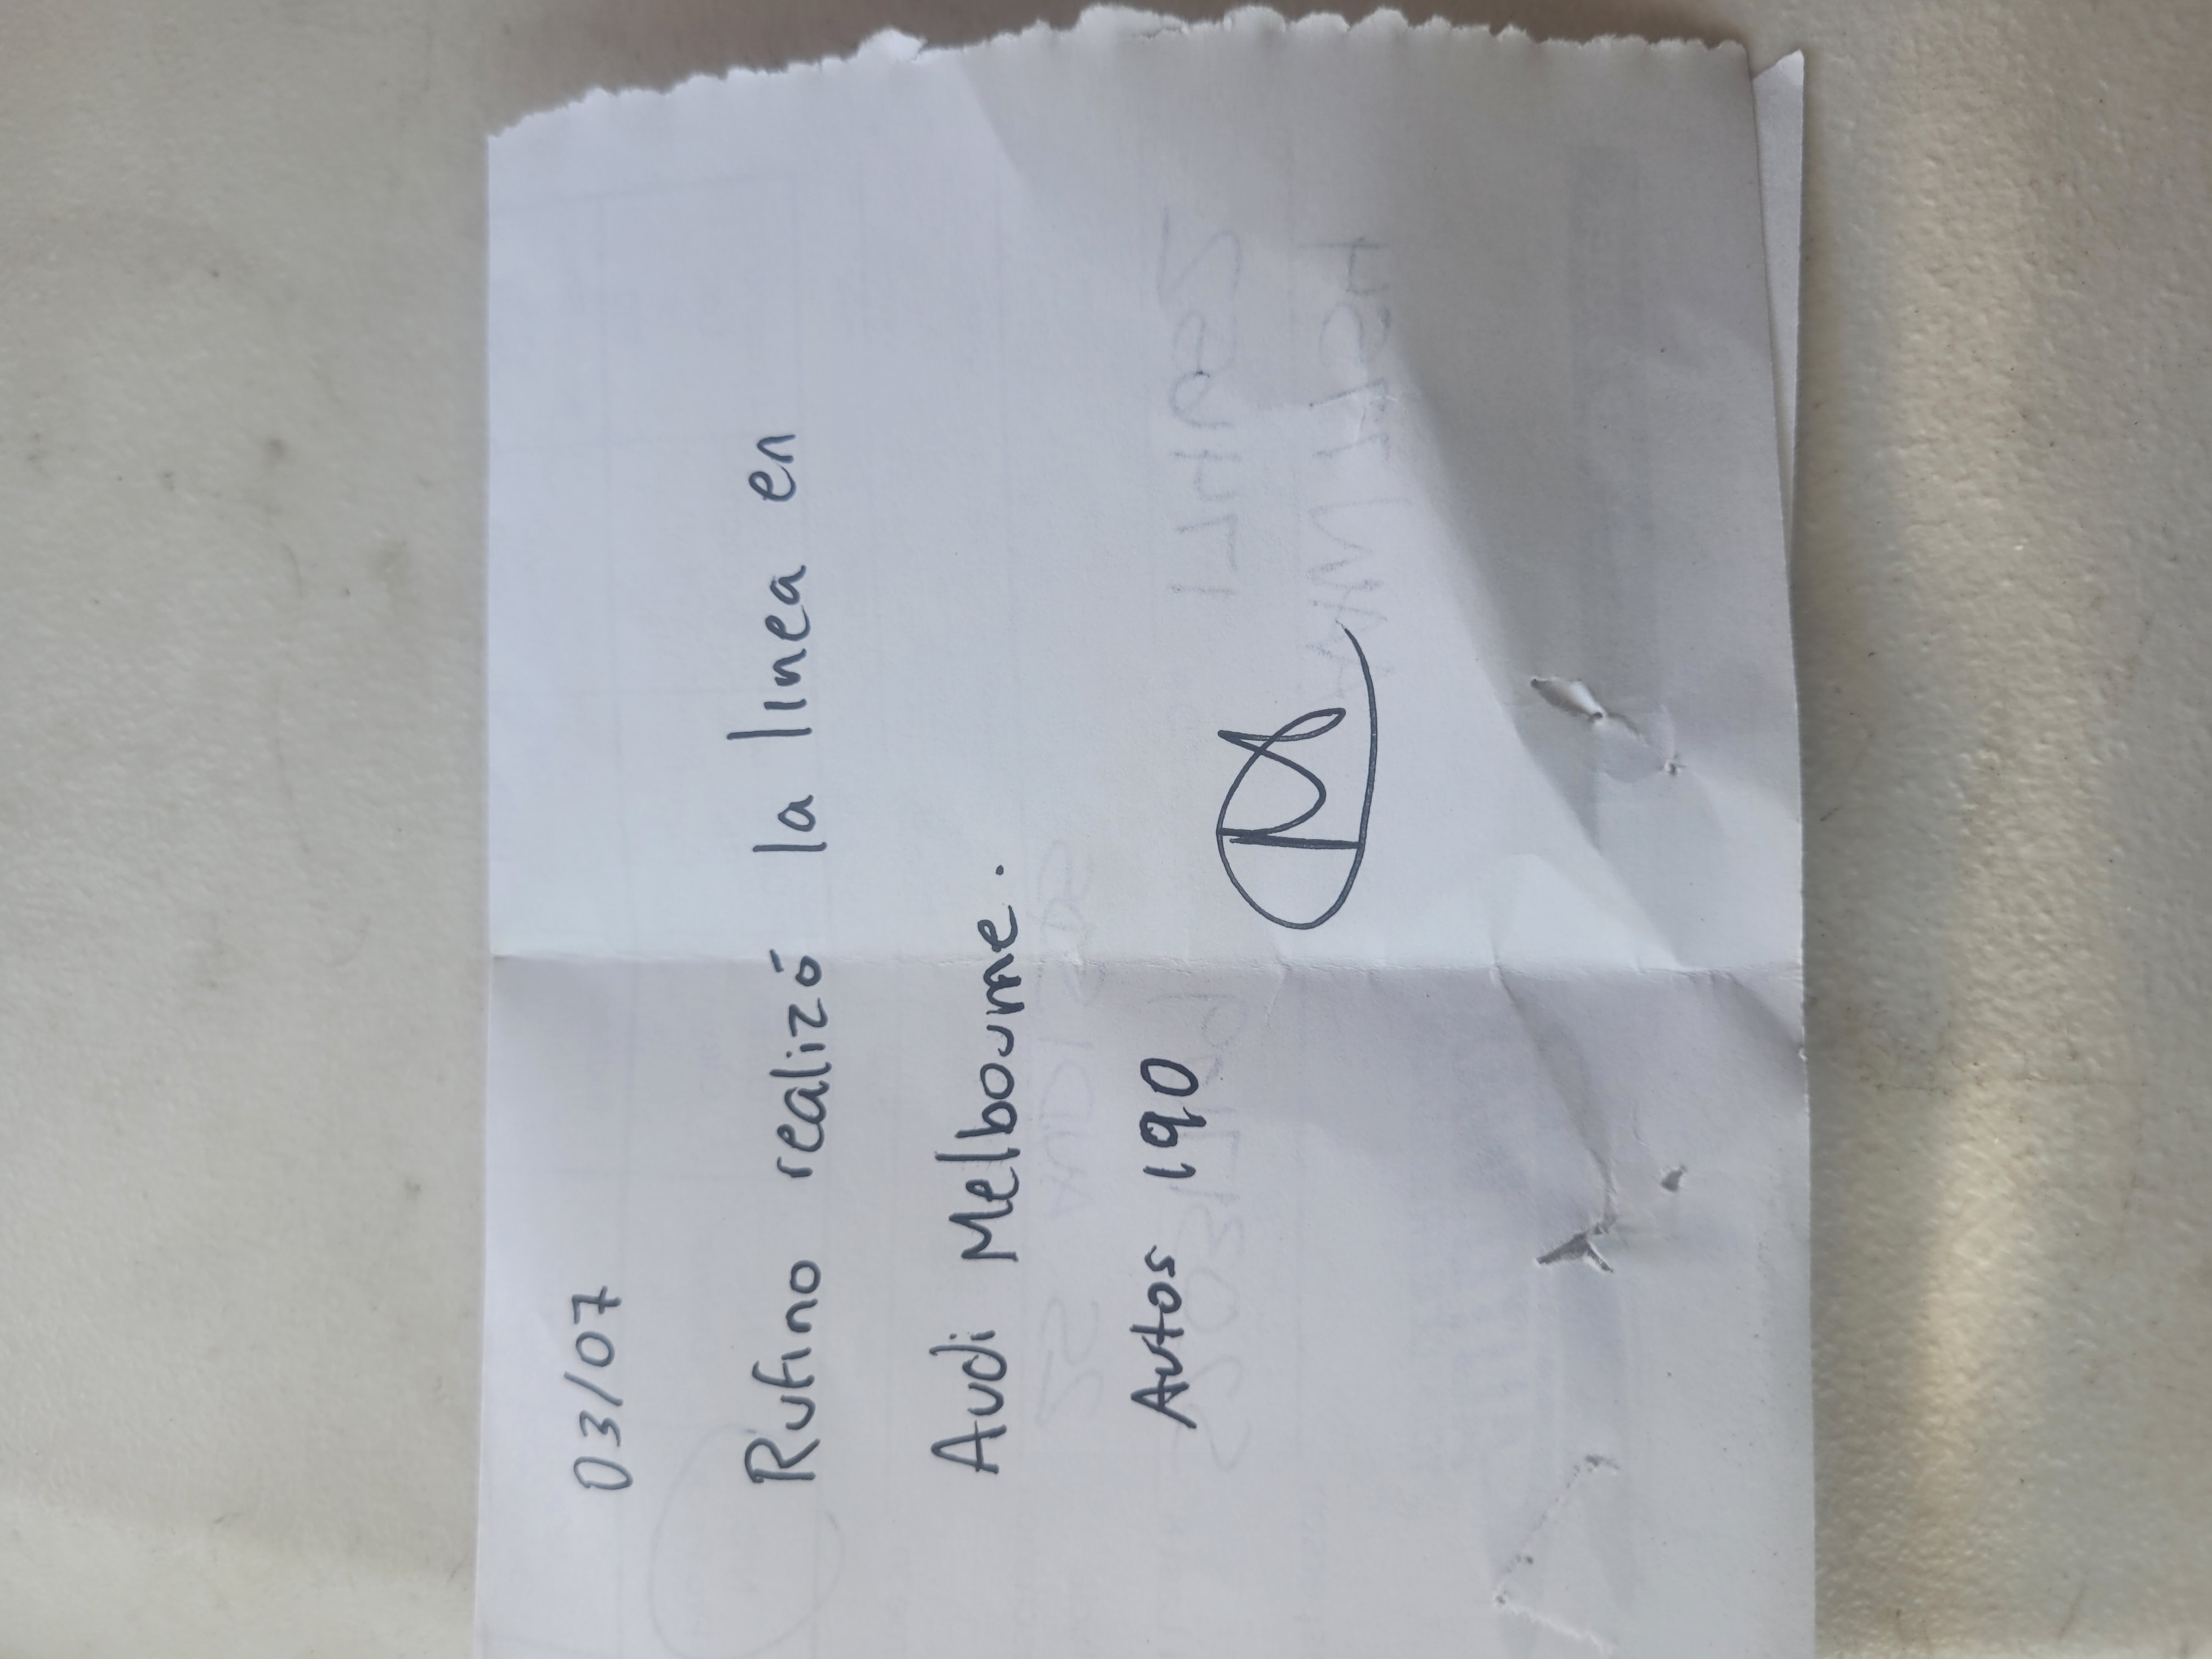 03/07
Rufino realizó la linea en
Audi Melbourne.
Autos 190